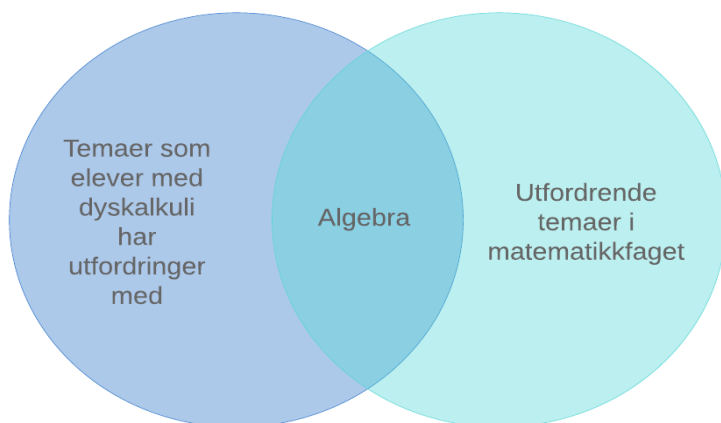 Temaer som
elever med
dyskalkuli
har
utfordringer
med
Algebra
Utfordrende
temaer i
matematikkfaget